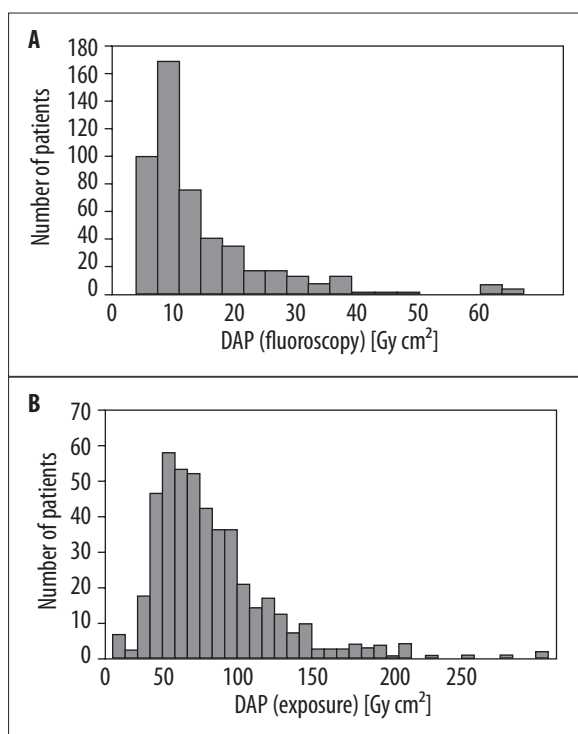 A
180
160
140
120
100
80
60
40
20
0
Number of patients
0 10 20 30 40 50 60
DAP (fluoroscopy) [Gy cm²]
B
70
60
50
40
30
20
10
0
Number of patients
0 50 100 150 200 250
DAP (exposure) [Gy cm²]